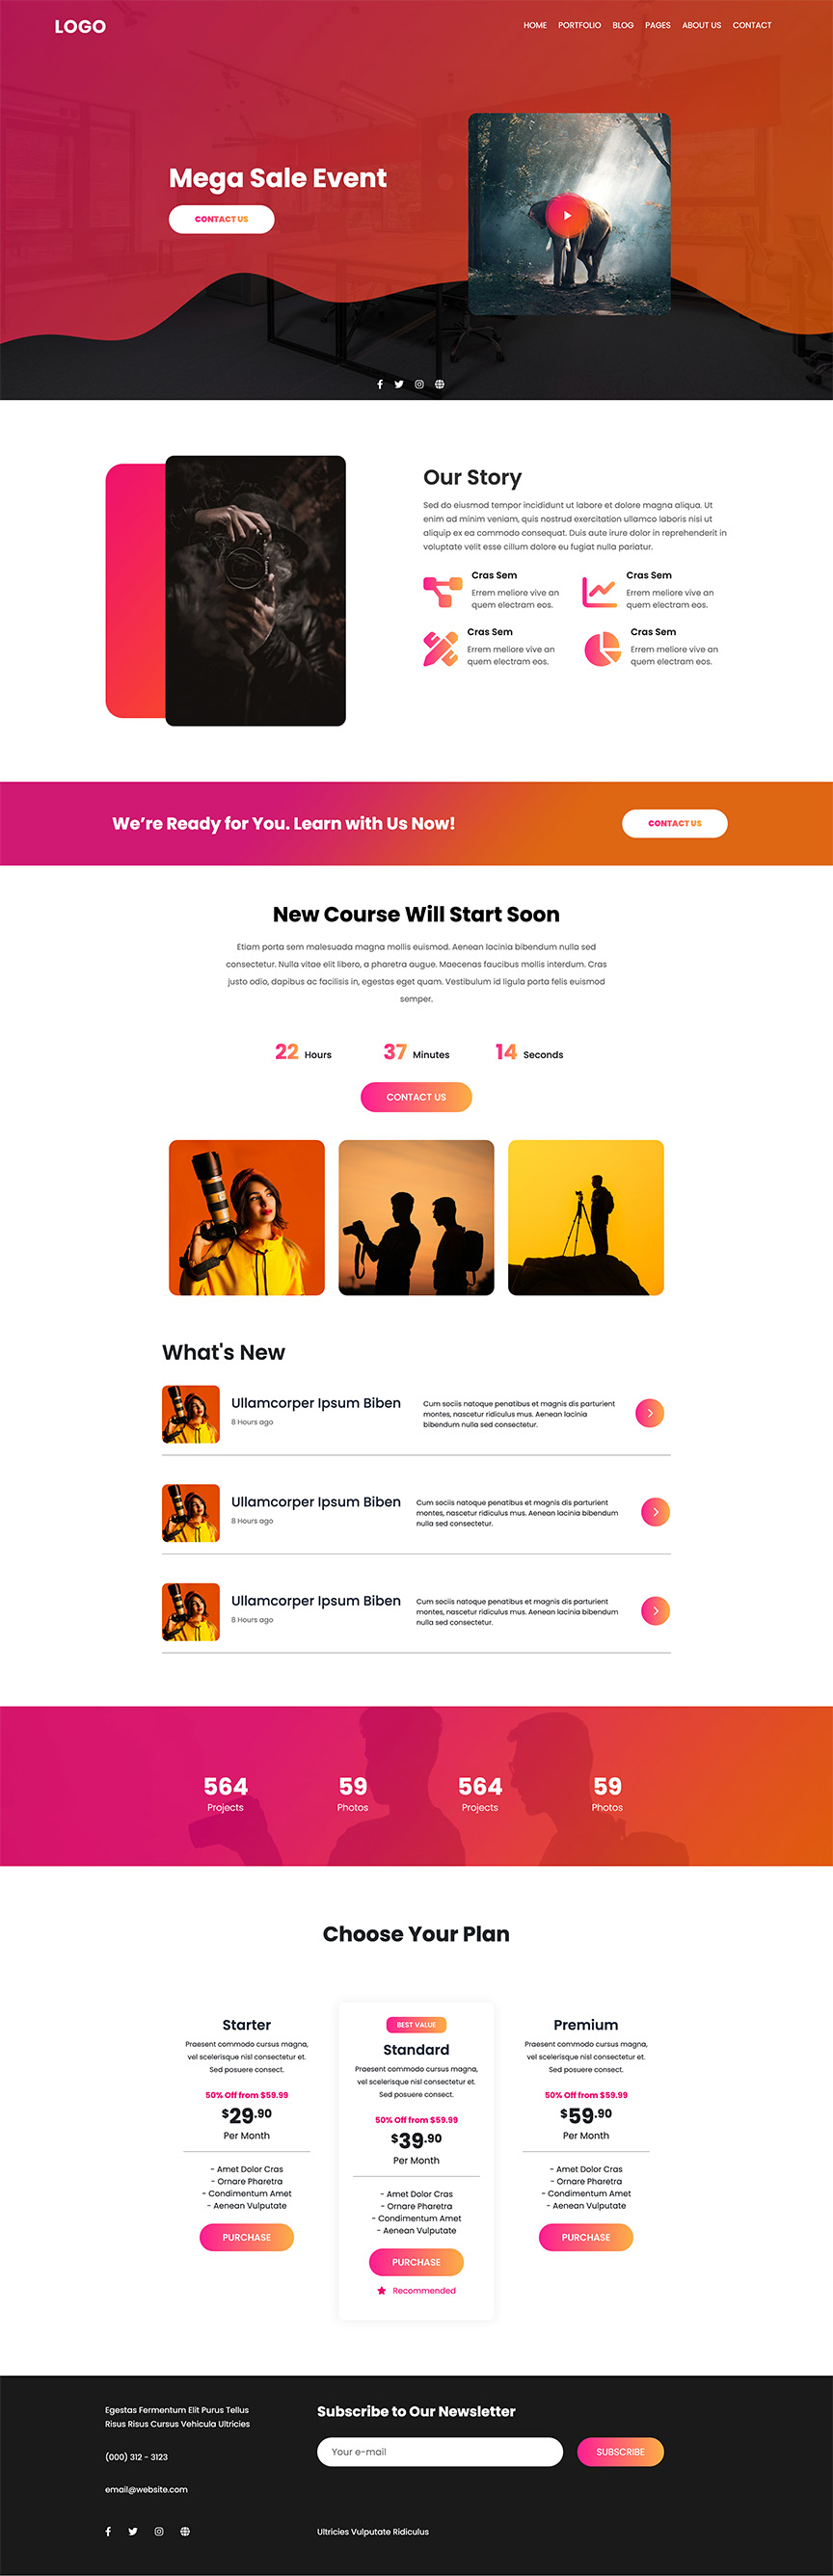 LOGO
HOME PORTFOLIO BLOG PAGES ABOUT US CONTACT
Mega Sale Event
CONTACT US
Our Story
Sed do eiusmod tempor incididunt ut labore et dolore magna aliqua. Ut
enim ad minim veniam, quis nostrud exercitation ullamco laboris nisi ut
aliquip ex ea commodo consequat. Duis aute irure dolor in reprehenderit in
voluptate velit esse cillum dolore eu fugiat nulla pariatur.
Cras Sem
Errem meliore vive an
quem electram eos.
Cras Sem
Errem meliore vive an
quem electram eos.
Cras Sem
Errem meliore vive an
quem electram eos.
Cras Sem
Errem meliore vive an
quem electram eos.
We're Ready for You. Learn with Us Now!
CONTACT US
New Course Will Start Soon
Etiam porta sem malesuada magna mollis euismod. Aenean lacinia bibendum nulla sed
consectetur. Nulla vitae elit libero, a pharetra augue. Maecenas faucibus mollis interdum. Cras
justo odio, dapibus ac facilisis in, egestas eget quam. Vestibulum id ligula porta felis euismod
semper.
22 Hours 37 Minutes 14 Seconds
CONTACT US
What's New
Ullamcorper Ipsum Biben
8 Hours ago
Cum sociis natoque penatibus et magnis dis parturient
montes, nascetur ridiculus mus. Aenean lacinia
bibendum nulla sed consectetur.
Ullamcorper Ipsum Biben
8 Hours ago
Cum sociis natoque penatibus et magnis dis parturient
montes, nascetur ridiculus mus. Aenean lacinia bibendum
nulla sed consectetur.
Ullamcorper Ipsum Biben
8 Hours ago
Cum sociis natoque penatibus et magnis dis parturient
montes, nascetur ridiculus mus. Aenean lacinia bibendum
nulla sed consectetur.
564
Projects
59
Photos
564
Projects
59
Photos
Choose Your Plan
Starter
Praesent commodo cursus magna,
vel scelerisque nisl consectetur et.
Sed posuere consect.
50% Off from $59.99
$29.90
Per Month
- Amet Dolor Cras
- Ornare Pharetra
- Condimentum Amet
- Aenean Vulputate
PURCHASE
BEST VALUE
Standard
Praesent commodo cursus magna,
vel scelerisque nisl consectetur et.
Sed posuere consect.
50% Off from $59.99
$39.90
Per Month
- Amet Dolor Cras
- Ornare Pharetra
- Condimentum Amet
- Aenean Vulputate
PURCHASE
Recommended
Premium
Praesent commodo cursus magna,
vel scelerisque nisl consectetur et.
Sed posuere consect.
50% Off from $59.99
$59.90
Per Month
- Amet Dolor Cras
- Ornare Pharetra
- Condimentum Amet
- Aenean Vulputate
PURCHASE
Egestas Fermentum Elit Purus Tellus
Risus Risus Cursus Vehicula Ultricies
(000) 312 - 3123
email@website.com
Subscribe to Our Newsletter
Your e-mail
SUBSCRIBE
Ultricies Vulputate Ridiculus